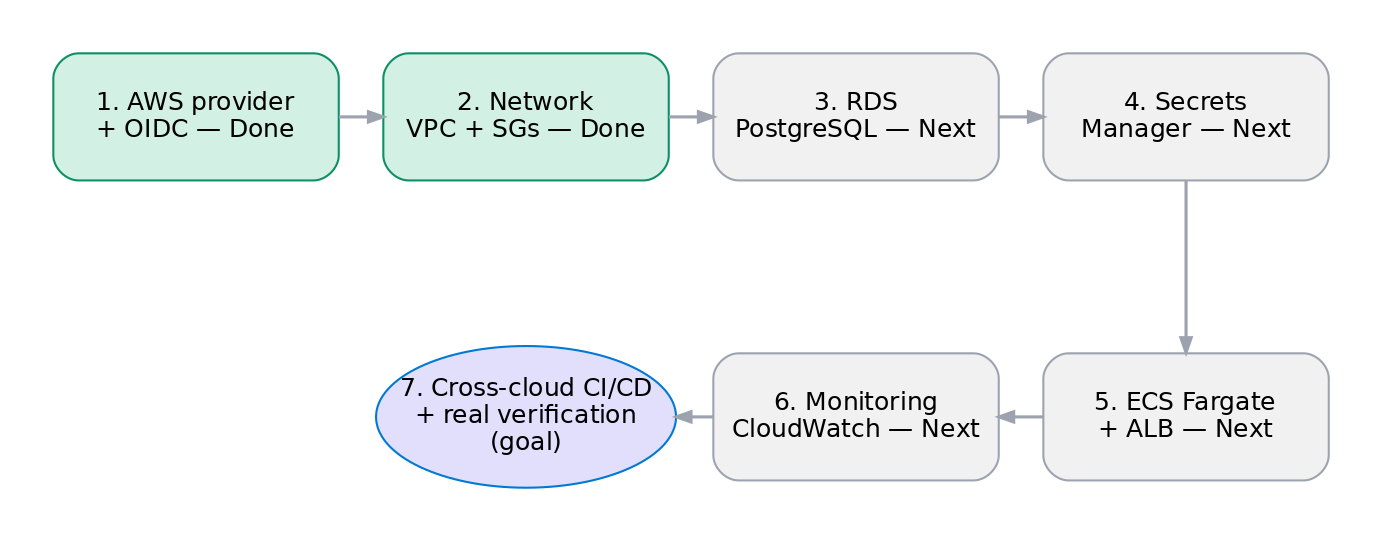 1. AWS provider
+ OIDC — Done
2. Network
VPC + SGs — Done
3. RDS
PostgreSQL — Next
4. Secrets
Manager — Next
5. ECS Fargate
+ ALB — Next
6. Monitoring
CloudWatch — Next
7. Cross-cloud CI/CD
+ real verification
(goal)